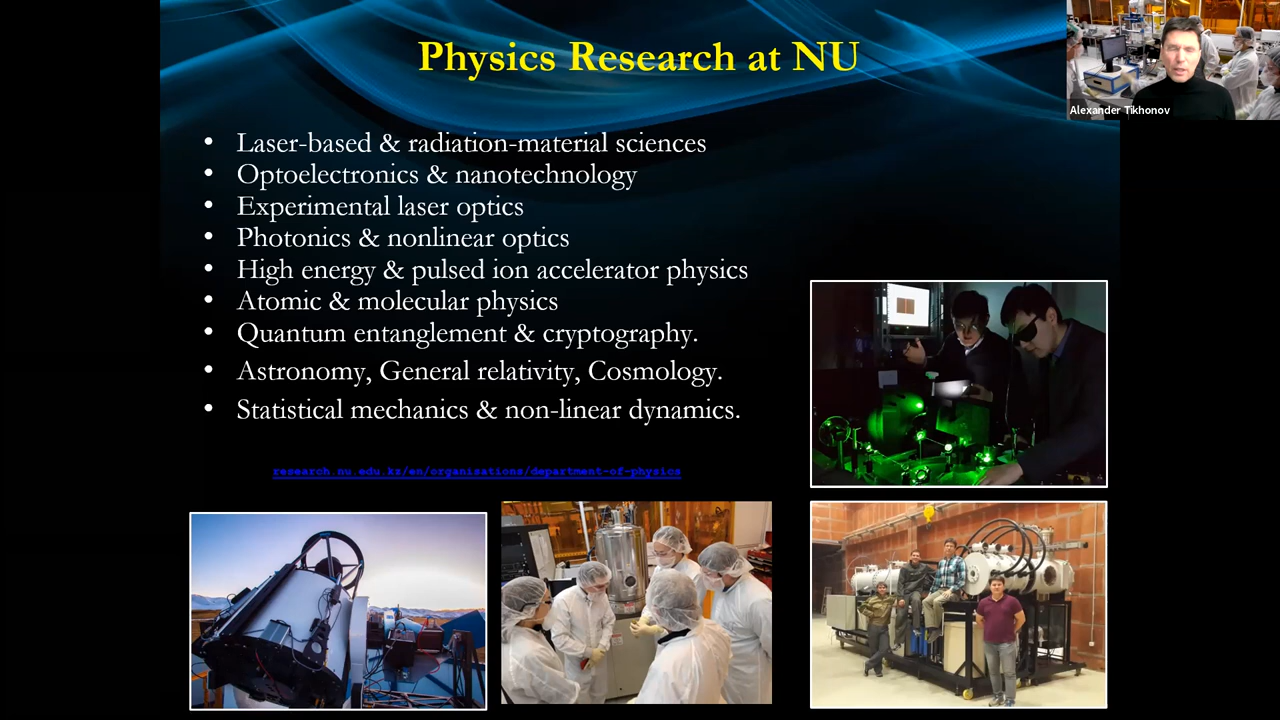 Physics Research at NU
Alexander Tikhonov
• Laser-based & radiation-material sciences
• Optoelectronics & nanotechnology
• Experimental laser optics
• Photonics & nonlinear optics
• High energy & pulsed ion accelerator physics
• Atomic & molecular physics
• Quantum entanglement & cryptography.
• Astronomy, General relativity, Cosmology.
• Statistical mechanics & non-linear dynamics.
research.nu.edu.kz/en/organisations/department-of-physics